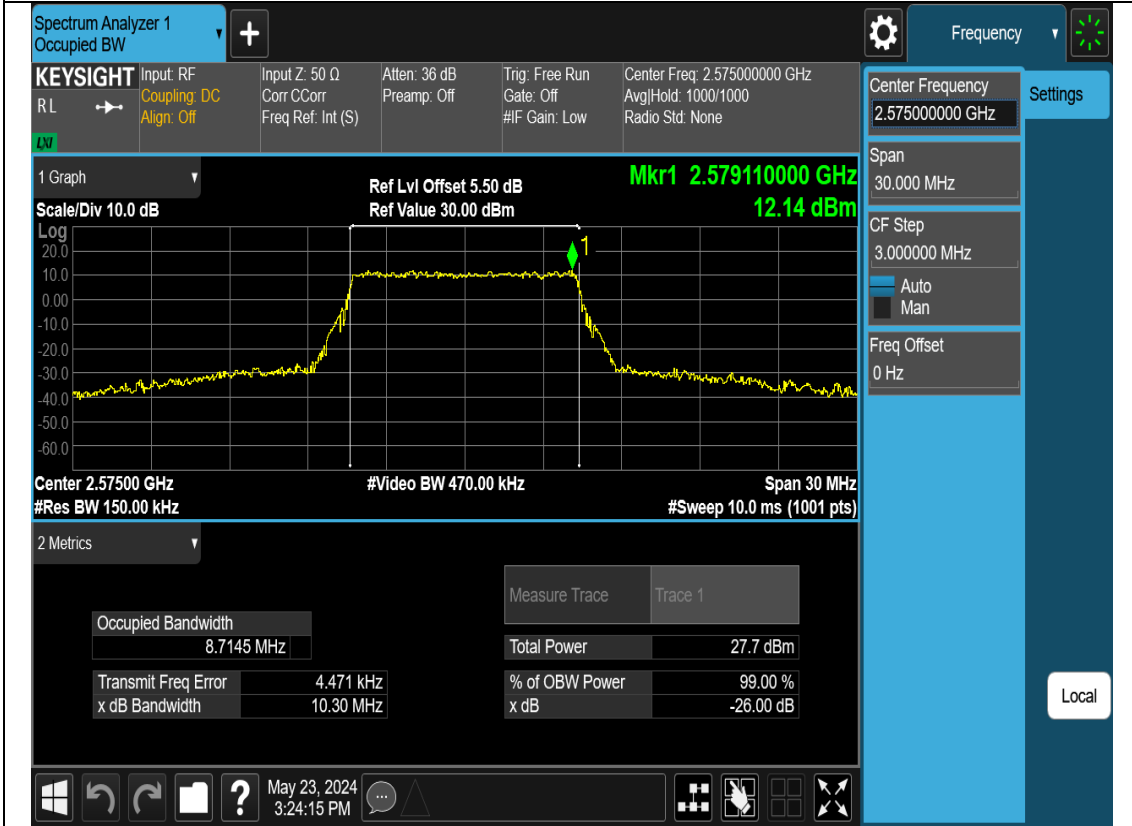 Spectrum Analyzer 1
Occupied BW
▼
+
Frequency
▼
KEYSIGHT
RL
LXI
Input: RF
Coupling: DC
Align: Off
Input Z: 50 Ω
Corr CCorr
Freq Ref: Int (S)
Atten: 36 dB
Preamp: Off
Trig: Free Run
Gate: Off
#IF Gain: Low
Center Freq: 2.575000000 GHz
Avg|Hold: 1000/1000
Radio Std: None
Center Frequency
2.575000000 GHz
Settings
Span
30.000 MHz
CF Step
3.000000 MHz
Auto
Man
Freq Offset
0 Hz
Local
1 Graph ▼
Scale/Div 10.0 dB
Ref Lvl Offset 5.50 dB
Ref Value 30.00 dBm
Mkr1 2.579110000 GHz
12.14 dBm
Log
20.0
10.0
0.00
-10.0
-20.0
-30.0
-40.0
-50.0
-60.0
1
Center 2.57500 GHz
#Video BW 470.00 kHz
Span 30 MHz
#Res BW 150.00 kHz
#Sweep 10.0 ms (1001 pts)
2 Metrics ▼
Measure Trace Trace 1
Occupied Bandwidth
8.7145 MHz
Total Power 27.7 dBm
Transmit Freq Error 4.471 kHz
% of OBW Power 99.00 %
x dB Bandwidth 10.30 MHz
x dB -26.00 dB
?
May 23, 2024
3:24:15 PM